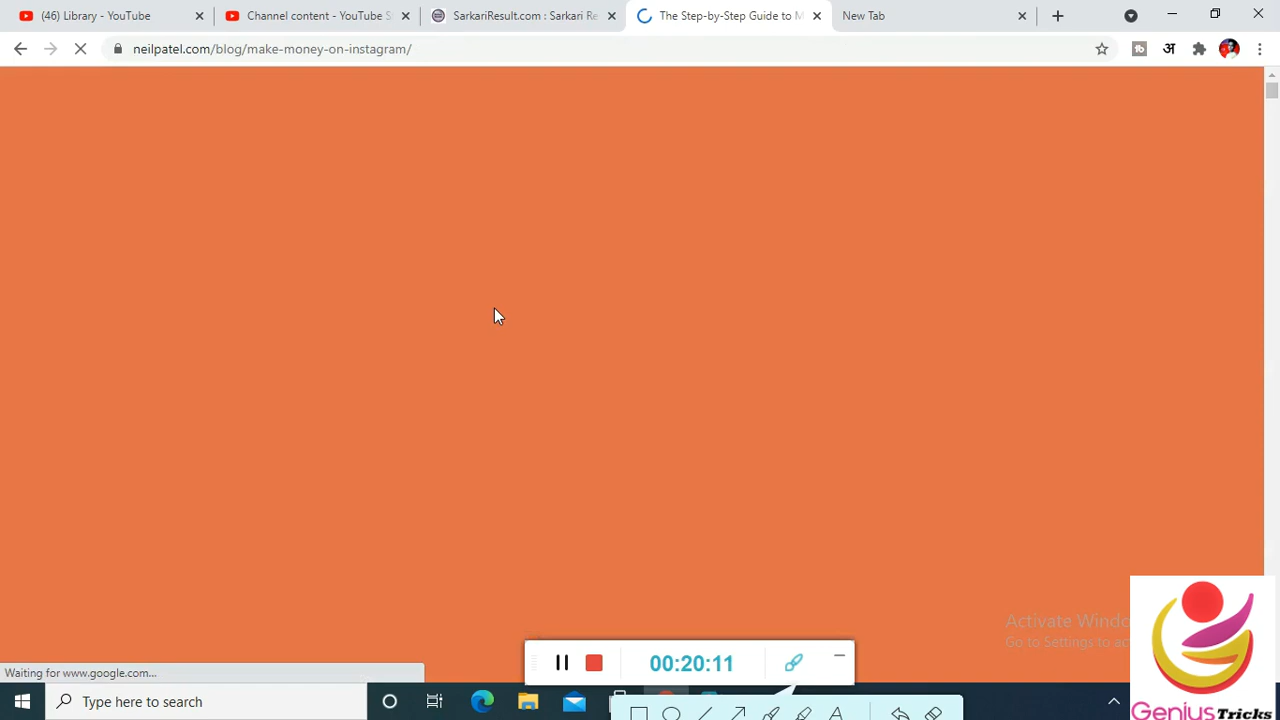 (46) Library - YouTube
Channel content - YouTube S
SarkariResult.com : Sarkari Re
The Step-by-Step Guide to M
New Tab
neilpatel.com/blog/make-money-on-instagram/
अ
Activate Windo
Go to Settings to ac
Waiting for www.google.com...
00:20:11
Type here to search
Genius Tricks